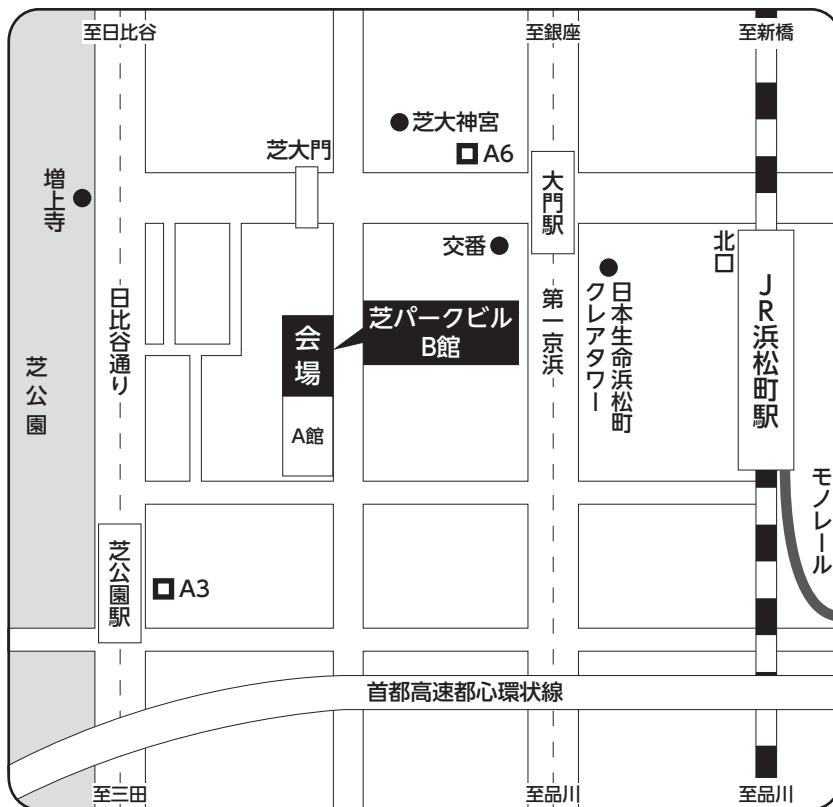 至日比谷
至銀座
至新橋
芝大神宮
A6
芝大門
大門駅
増上寺
交番
北口
日比谷通り
会場
芝パークビル
B館
第一京浜
日本生命浜松町
クレアタワー
JR浜松町駅
芝公園
A館
モノレール
芝公園駅
A3
首都高速都心環状線
至三田
至品川
至品川